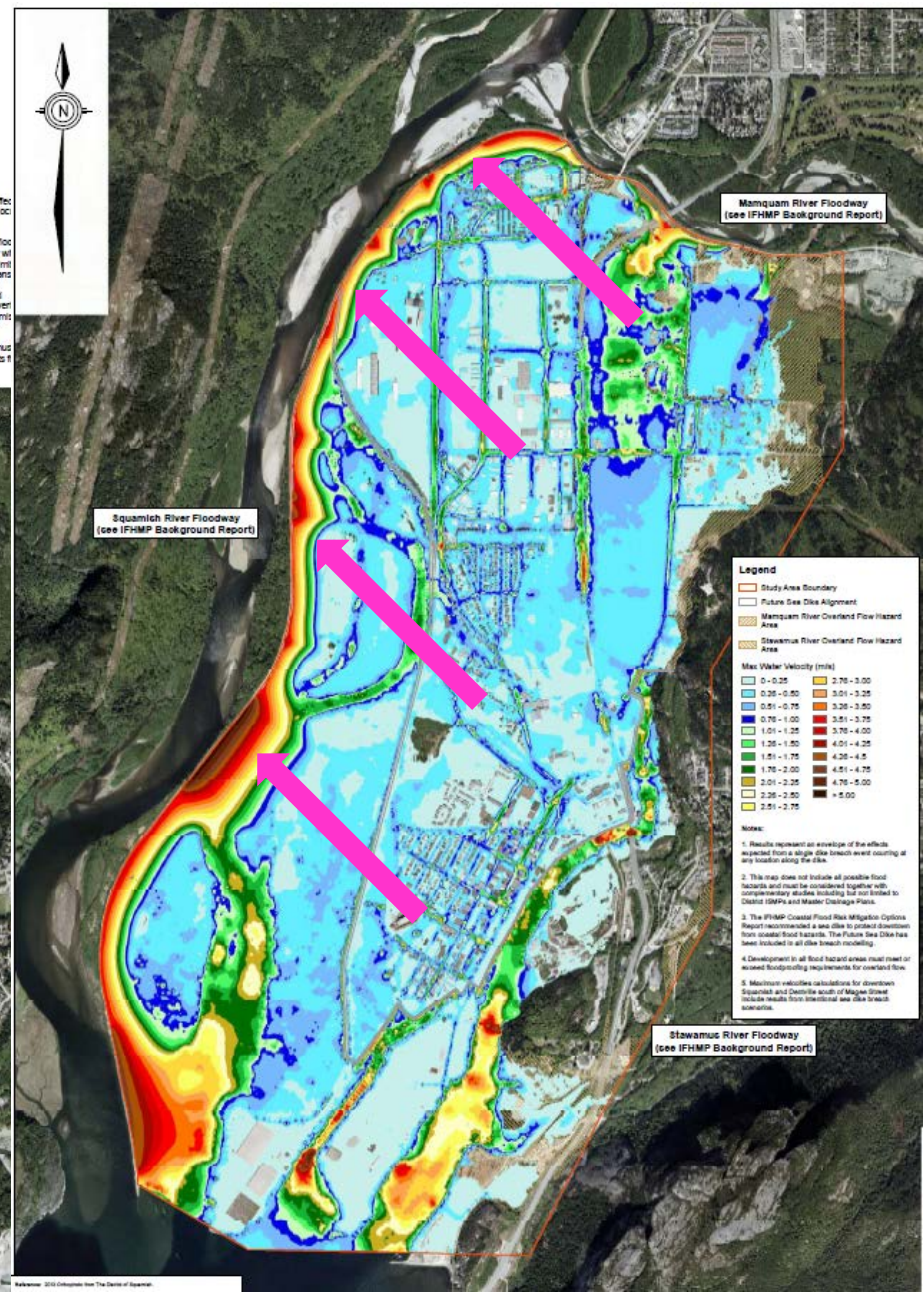 N
Mamquam River Floodway
(see IFHMP Background Report)
Squamish River Floodway
(see IFHMP Background Report)
Legend
Study Area Boundary
Future Sea Dike Alignment
Mamquam River Overland Flow Hazard
Area
Stawamus River Overland Flow Hazard
Area
Max Water Velocity (m/s)
0 - 0.25
0.26 - 0.50
0.51 - 0.75
0.76 - 1.00
1.01 - 1.25
1.26 - 1.50
1.51 - 1.75
1.76 - 2.00
2.01 - 2.25
2.26 - 2.50
2.51 - 2.75
2.76 - 3.00
3.01 - 3.25
3.26 - 3.50
3.51 - 3.75
3.76 - 4.00
4.01 - 4.25
4.26 - 4.5
4.51 - 4.75
4.76 - 5.00
> 5.00
Notes:
1. Results represent an envelope of the effects
expected from a single dike breach event occurring at
any location along the dike.
2. This map does not include all possible flood
hazards and must be considered together with
complementary studies including but not limited to
District ISMPs and Master Drainage Plans.
3. The IFHMP Coastal Flood Risk Mitigation Options
Report recommended a sea dike to protect downtown
from coastal flood hazards. The Future Sea Dike has
been included in all dike breach modelling.
4. Development in all flood hazard areas must meet or
exceed floodproofing requirements for overland flow.
5. Maximum velocities calculations for downtown
Squamish and Dentville south of Magee Street
include results from intentional sea dike breach
scenarios.
Stawamus River Floodway
(see IFHMP Background Report)
Reference: 2013 Orthophoto from The District of Squamish.